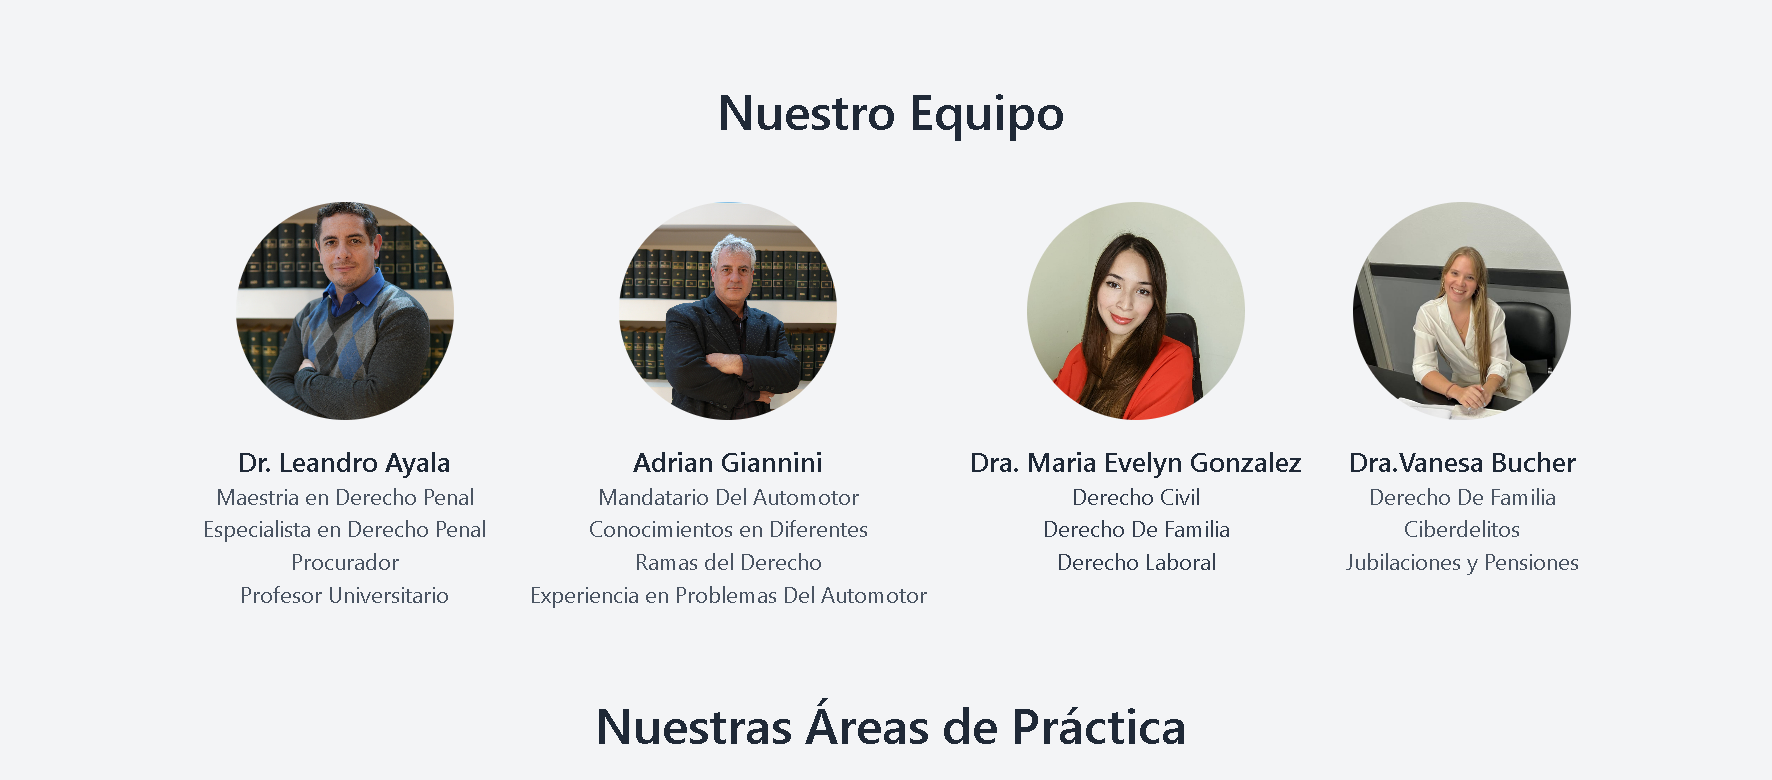 Nuestro Equipo
Dr. Leandro Ayala
Maestria en Derecho Penal
Especialista en Derecho Penal
Procurador
Profesor Universitario
Adrian Giannini
Mandatario Del Automotor
Conocimientos en Diferentes
Ramas del Derecho
Experiencia en Problemas Del Automotor
Dra. Maria Evelyn Gonzalez
Derecho Civil
Derecho De Familia
Derecho Laboral
Dra.Vanesa Bucher
Derecho De Familia
Ciberdelitos
Jubilaciones y Pensiones
Nuestras Áreas de Práctica